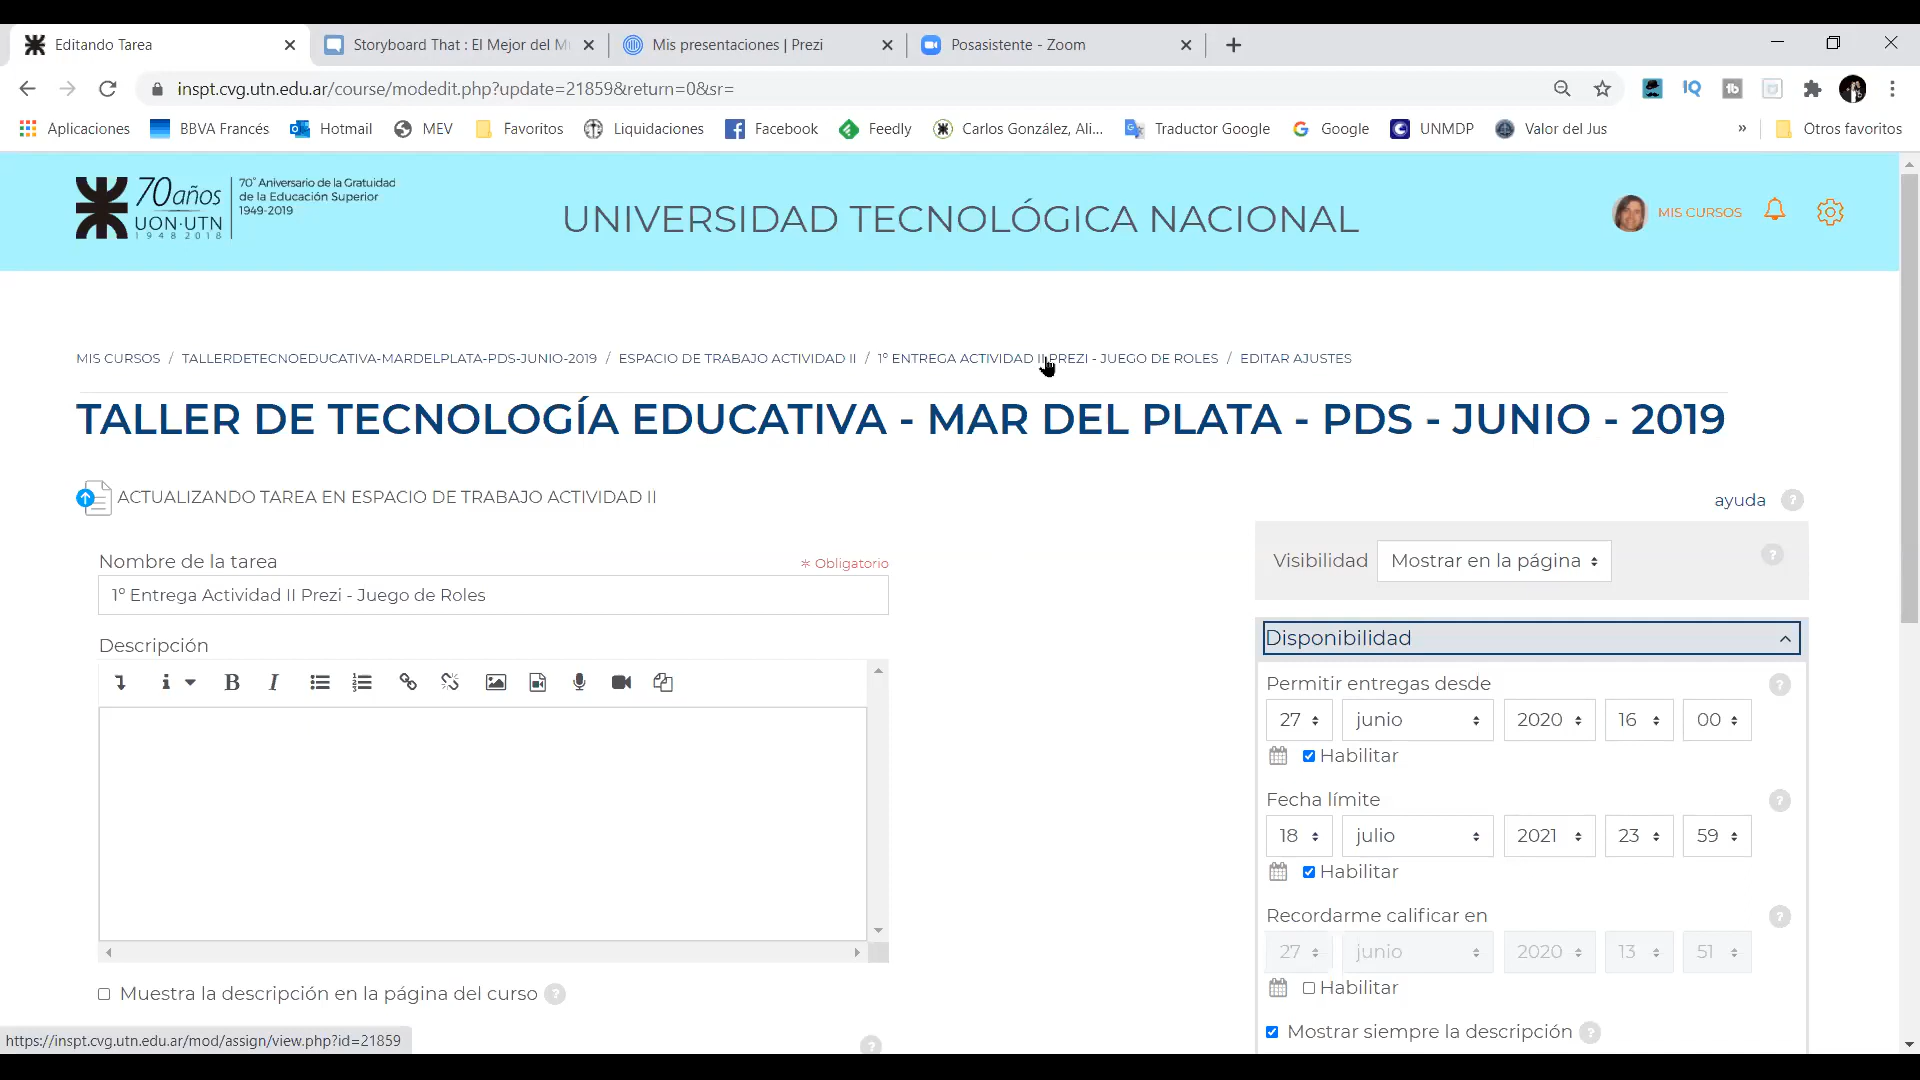 Editando Tarea
Storyboard That : El Mejor del M
Mis presentaciones | Prezi
Posasistente - Zoom
inspt.cvg.utn.edu.ar/course/modedit.php?update=21859&return=0&sr=
Aplicaciones
BBVA Francés
Hotmail
MEV
Favoritos
Liquidaciones
Facebook
Feedly
Carlos González, Ali...
Traductor Google
Google
UNMDP
Valor del Jus
»
Otros favoritos
70años
UON·UTN
1948 2018
70° Aniversario de la Gratuidad
de la Educación Superior
1949-2019
UNIVERSIDAD TECNOLÓGICA NACIONAL
MIS CURSOS
MIS CURSOS / TALLERDETECNOEDUCATIVA-MARDELPLATA-PDS-JUNIO-2019 / ESPACIO DE TRABAJO ACTIVIDAD II / 1º ENTREGA ACTIVIDAD II PREZI - JUEGO DE ROLES / EDITAR AJUSTES
TALLER DE TECNOLOGÍA EDUCATIVA - MAR DEL PLATA - PDS - JUNIO - 2019
ACTUALIZANDO TAREA EN ESPACIO DE TRABAJO ACTIVIDAD II
ayuda ?
Nombre de la tarea
Obligatorio
1º Entrega Actividad II Prezi - Juego de Roles
Descripción
Muestra la descripción en la página del curso ?
?
Visibilidad
Mostrar en la página
?
Disponibilidad
Permitir entregas desde ?
27 junio 2020 16 00
Habilitar
Fecha límite ?
18 julio 2021 23 59
Habilitar
Recordarme calificar en ?
27 junio 2020 13 51
Habilitar
Mostrar siempre la descripción ?
https://inspt.cvg.utn.edu.ar/mod/assign/view.php?id=21859